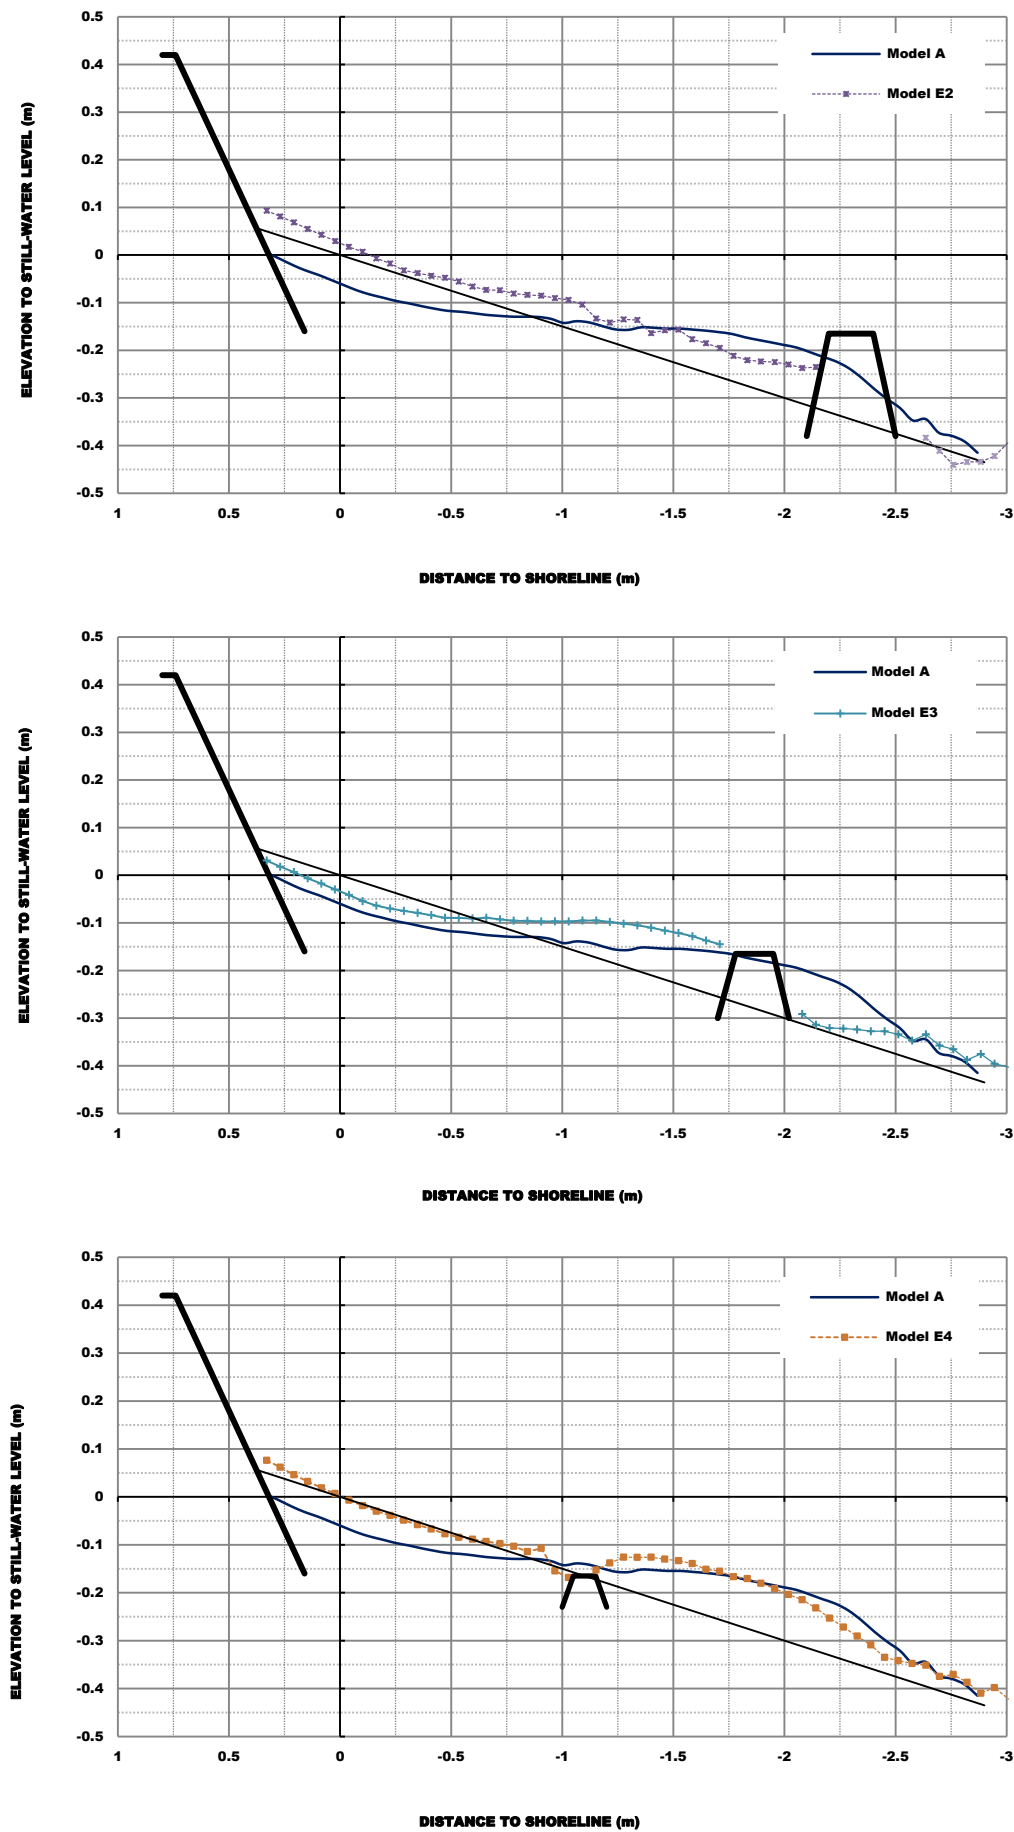 0.5
Model A
0.4
Model E2
0.3
0.2
0.1
0
-0.1
-0.2
-0.3
-0.4
-0.5
ELEVATION TO STILL-WATER LEVEL (m)
1 0.5 0 -0.5 -1 -1.5 -2 -2.5 -3
DISTANCE TO SHORELINE (m)
0.5
Model A
0.4
Model E3
0.3
0.2
0.1
0
-0.1
-0.2
-0.3
-0.4
-0.5
ELEVATION TO STILL-WATER LEVEL (m)
1 0.5 0 -0.5 -1 -1.5 -2 -2.5 -3
DISTANCE TO SHORELINE (m)
0.5
Model A
0.4
Model E4
0.3
0.2
0.1
0
-0.1
-0.2
-0.3
-0.4
-0.5
ELEVATION TO STILL-WATER LEVEL (m)
1 0.5 0 -0.5 -1 -1.5 -2 -2.5 -3
DISTANCE TO SHORELINE (m)